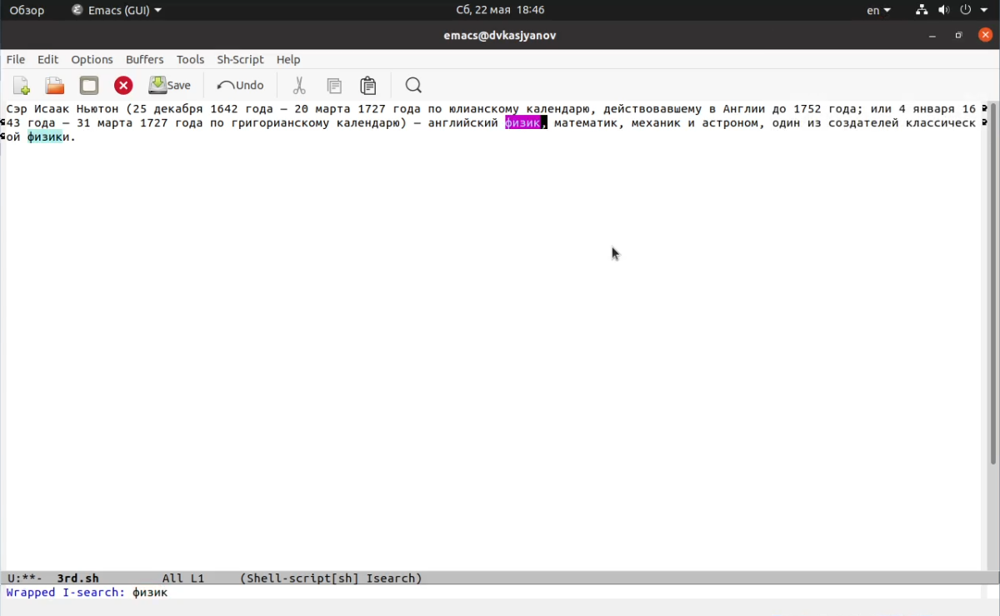 Обзор Emacs (GUI) Сб, 22 мая 18:46 en
emacs@dvkasjyanov
File Edit Options Buffers Tools Sh-Script Help
Save Undo
Сэр Исаак Ньютон (25 декабря 1642 года — 20 марта 1727 года по юлианскому календарю, действовавшему в Англии до 1752 года; или 4 января 16
43 года — 31 марта 1727 года по григорианскому календарю) — английский физик, математик, механик и астроном, один из создателей классическ
ой физики.
U:**- 3rd.sh All L1 (Shell-script[sh] Isearch)
Wrapped I-search: физик